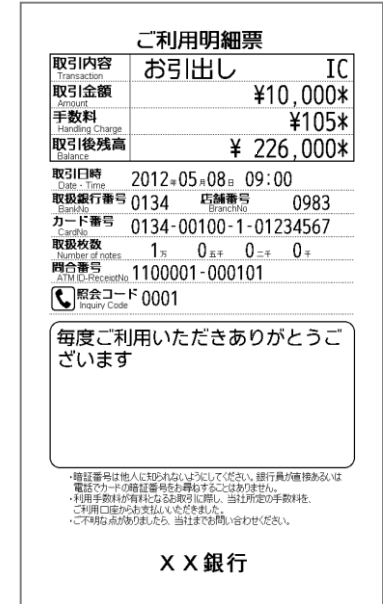 ご利用明細票
取引内容 お引出し IC
Transaction
取引金額 ¥10,000*
Amount
手数料 ¥105*
Handling Charge
取引後残高 ¥ 226,000*
Balance
取引日時 2012年05月08日 09:00
Date・Time
取扱銀行番号 0134 店舗番号 0983
BankNo BranchNo
カード番号 0134-00100-1-01234567
CardNo
取扱枚数 1万 0五千 0二千 0千
Number of notes
問合番号 1100001-000101
ATM ID-ReceiptNo
照会コード 0001
Inquiry Code
毎度ご利用いただきありがとうご
ざいます
・暗証番号は他人に知られないようにしてください。銀行員が直接あるいは
電話でカードの暗証番号をお尋ねすることはありません。
・利用手数料が有料となるお取引に際し、当社所定の手数料を、
ご利用口座からお支払いいただきました。
・ご不明な点がありましたら、当社までお問い合わせください。
ＸＸ銀行